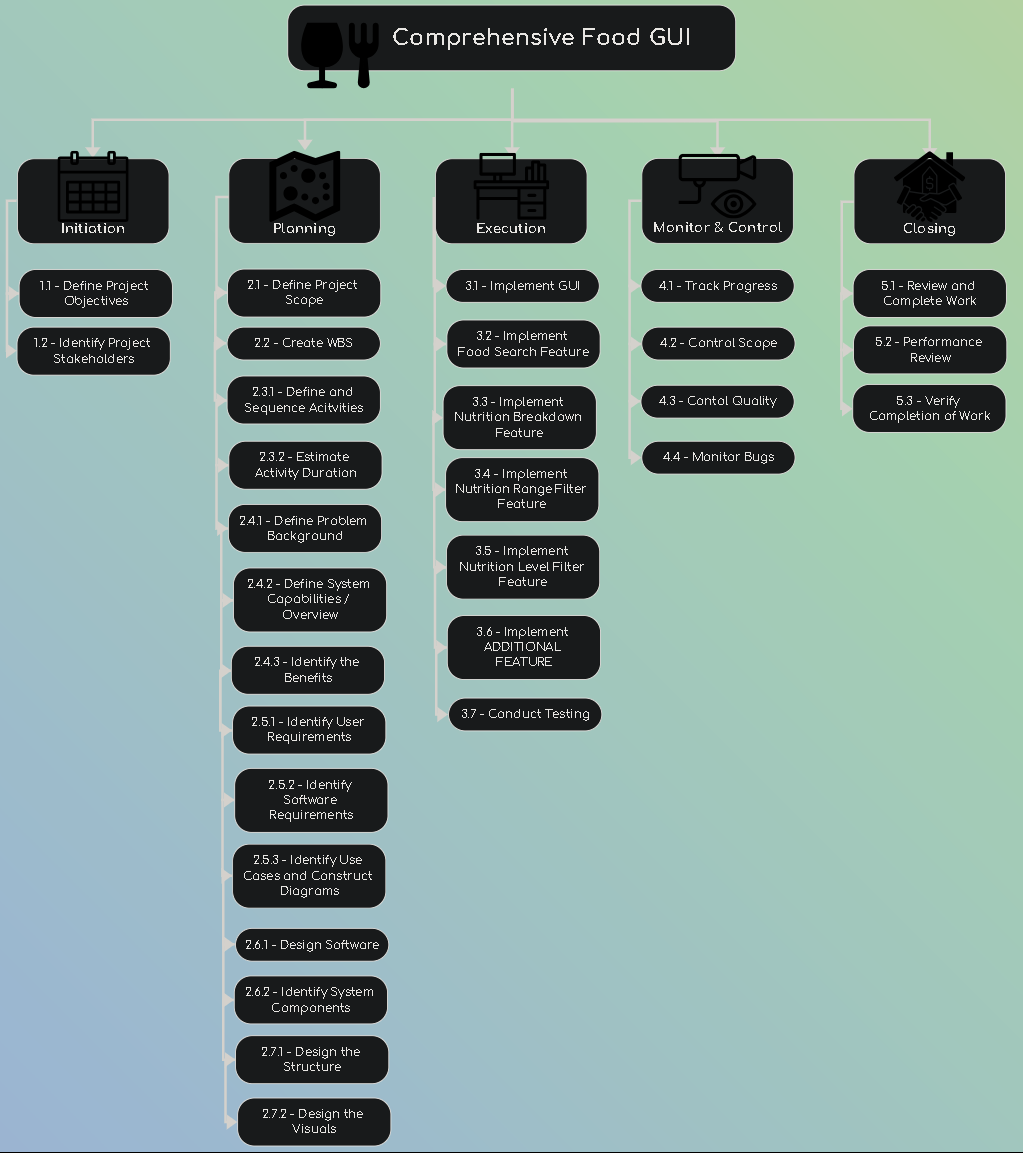 Comprehensive Food GUI
Initiation
1.1 - Define Project
Objectives
1.2 - Identify Project
Stakeholders
Planning
2.1 - Define Project
Scope
2.2 - Create WBS
2.3.1 - Define and
Sequence Acitvities
2.3.2 - Estimate
Activity Duration
2.4.1 - Define Problem
Background
2.4.2 - Define System
Capabilities /
Overview
2.4.3 - Identify the
Benefits
2.5.1 - Identify User
Requirements
2.5.2 - Identify
Software
Requirements
2.5.3 - Identify Use
Cases and Construct
Diagrams
2.6.1 - Design Software
2.6.2 - Identify System
Components
2.7.1 - Design the
Structure
2.7.2 - Design the
Visuals
Execution
3.1 - Implement GUI
3.2 - Implement
Food Search Feature
3.3 - Implement
Nutrition Breakdown
Feature
3.4 - Implement
Nutrition Range Filter
Feature
3.5 - Implement
Nutrition Level Filter
Feature
3.6 - Implement
ADDITIONAL
FEATURE
3.7 - Conduct Testing
Monitor & Control
4.1 - Track Progress
4.2 - Control Scope
4.3 - Contol Quality
4.4 - Monitor Bugs
$
Closing
5.1 - Review and
Complete Work
5.2 - Performance
Review
5.3 - Verify
Completion of Work